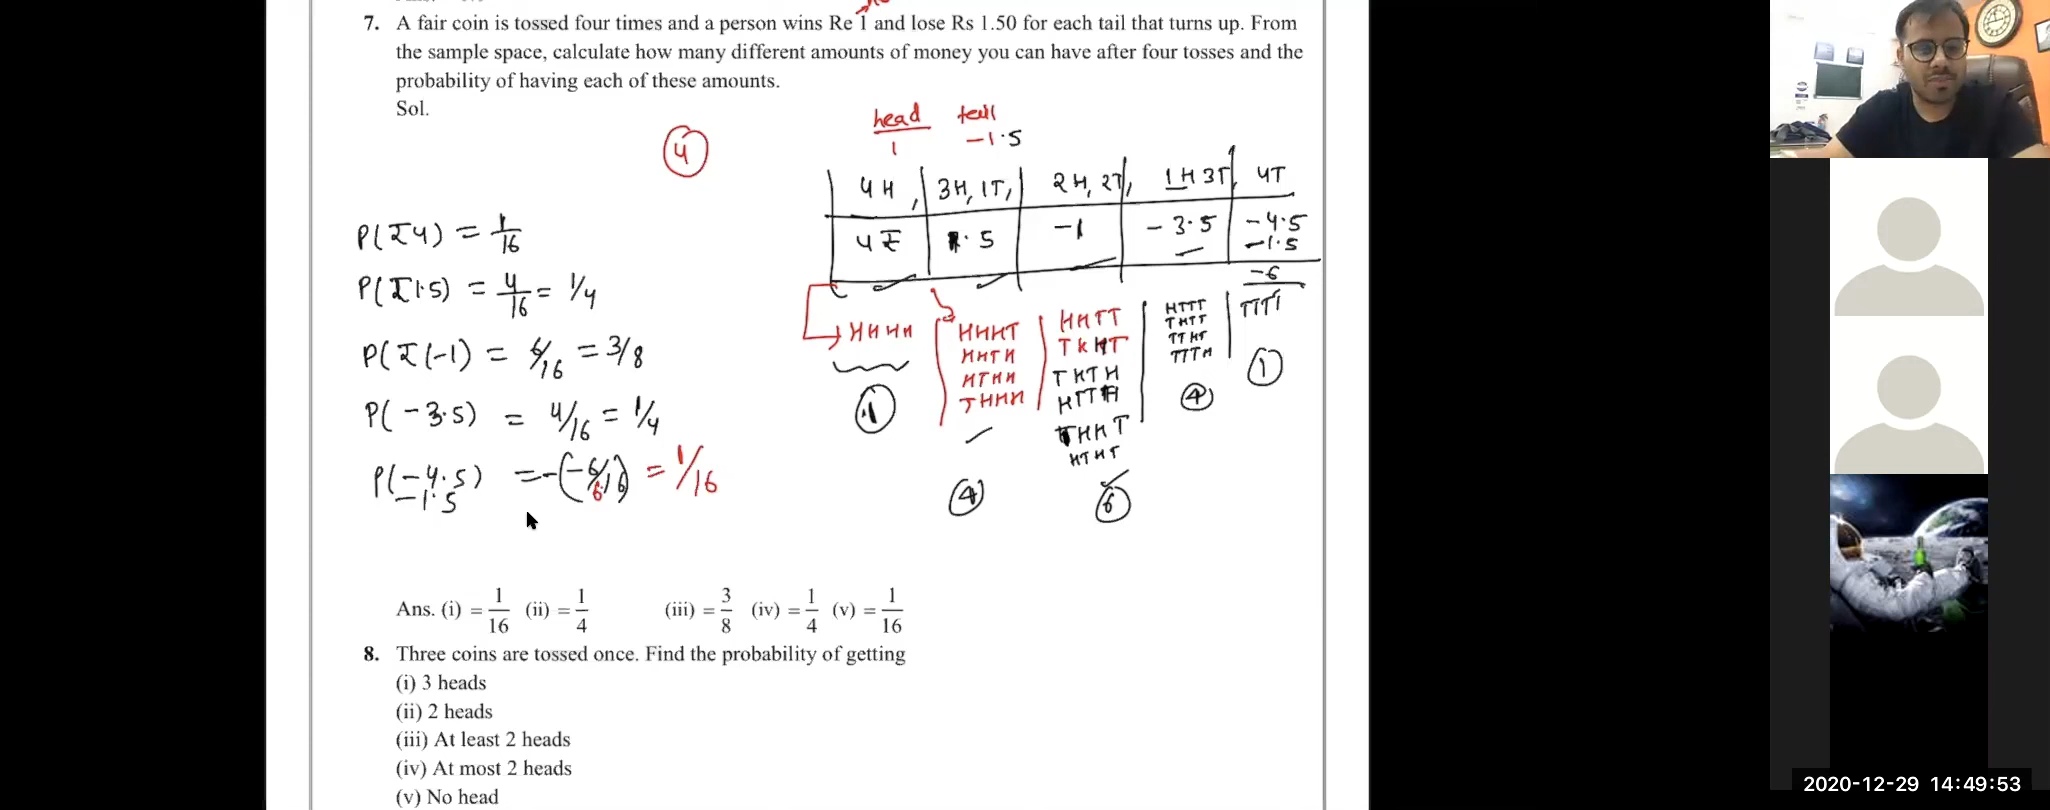 7. A fair coin is tossed four times and a person wins Re 1 and lose Rs 1.50 for each tail that turns up. From
the sample space, calculate how many different amounts of money you can have after four tosses and the
probability of having each of these amounts.
Sol.
head tail
1 -1.5
4
4H, 3H, 1T, 2H, 2T, 1H 3T, 4T
4₹ 1.5 -1 -3.5 -4.5
-1.5
-6
P(₹4) = 1/16
P(₹1.5) = 4/16 = 1/4
P(₹(-1) = 6/16 = 3/8
P(-3.5) = 4/16 = 1/4
P(-4.5) = 1/16
-1.5
HHHH
1
HHHT
HHTH
HTHH
THHH
4
HHTT
THTH
HTTH
THHT
HTHT
6
HTTT
THTT
TTHT
TTTH
4
TTTT
1
Ans. (i) = 1/16 (ii) = 1/4 (iii) = 3/8 (iv) = 1/4 (v) = 1/16
8. Three coins are tossed once. Find the probability of getting
(i) 3 heads
(ii) 2 heads
(iii) At least 2 heads
(iv) At most 2 heads
(v) No head
2020-12-29 14:49:53